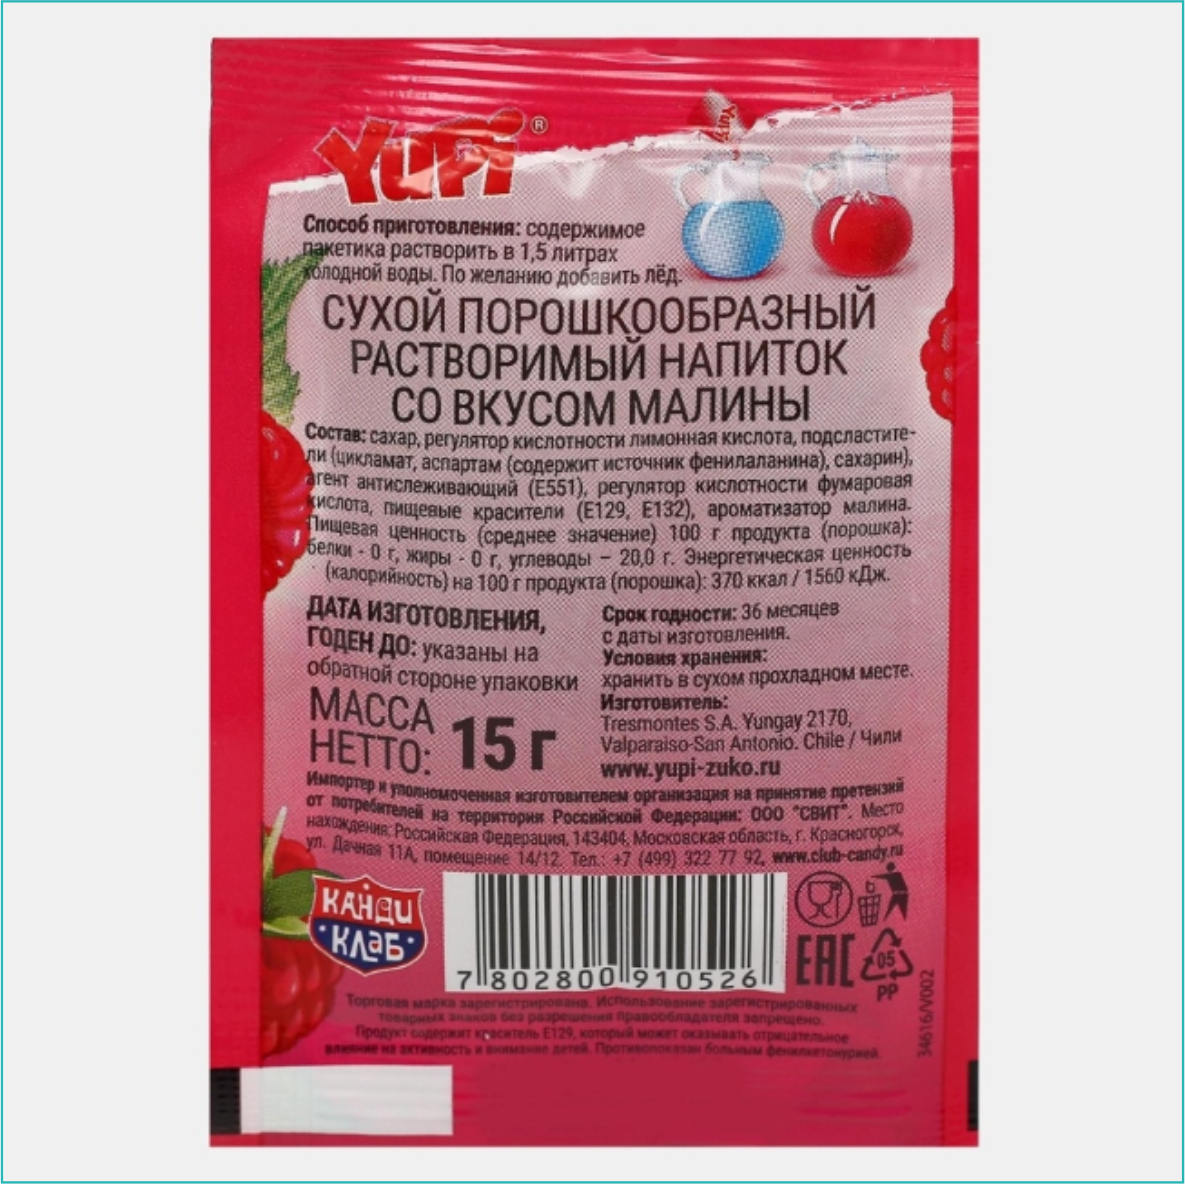 Yupi®
Yupi
Способ приготовления: содержимое
пакетика растворить в 1,5 литрах
холодной воды. По желанию добавить лёд.
СУХОЙ ПОРОШКООБРАЗНЫЙ
РАСТВОРИМЫЙ НАПИТОК
СО ВКУСОМ МАЛИНЫ
Состав: сахар, регулятор кислотности лимонная кислота, подсластите-
ли (цикламат, аспартам (содержит источник фенилаланина), сахарин),
агент антислеживающий (Е551), регулятор кислотности фумаровая
кислота, пищевые красители (Е129, Е132), ароматизатор малина.
Пищевая ценность (среднее значение) 100 г продукта (порошка):
белки - 0 г, жиры - 0 г, углеводы – 20,0 г. Энергетическая ценность
(калорийность) на 100 г продукта (порошка): 370 ккал / 1560 кДж.
ДАТА ИЗГОТОВЛЕНИЯ,
ГОДЕН ДО: указаны на
обратной стороне упаковки
МАССА
НЕТТО: 15 г
Срок годности: 36 месяцев
с даты изготовления.
Условия хранения:
хранить в сухом прохладном месте.
Изготовитель:
Tresmontes S.A. Yungay 2170,
Valparaiso-San Antonio. Chile / Чили
www.yupi-zuko.ru
Импортер и уполномоченная изготовителем организация на принятие претензий
от потребителей на территории Российской Федерации: ООО "СВИТ". Место
нахождения: Российская Федерация, 143404, Московская область, г. Красногорск,
ул. Дачная 11А, помещение 14/12. Тел.: +7 (499) 322 77 92, www.club-candy.ru
КАНДИ
КЛАБ
7 802800 910526
EAC
05
PP
Торговая марка зарегистрирована. Использование зарегистрированных
товарных знаков без разрешения правообладателя запрещено.
Продукт содержит краситель Е129, который может оказывать отрицательное
влияние на активность и внимание детей. Противопоказан больным фенилкетонурией.
34616/V002